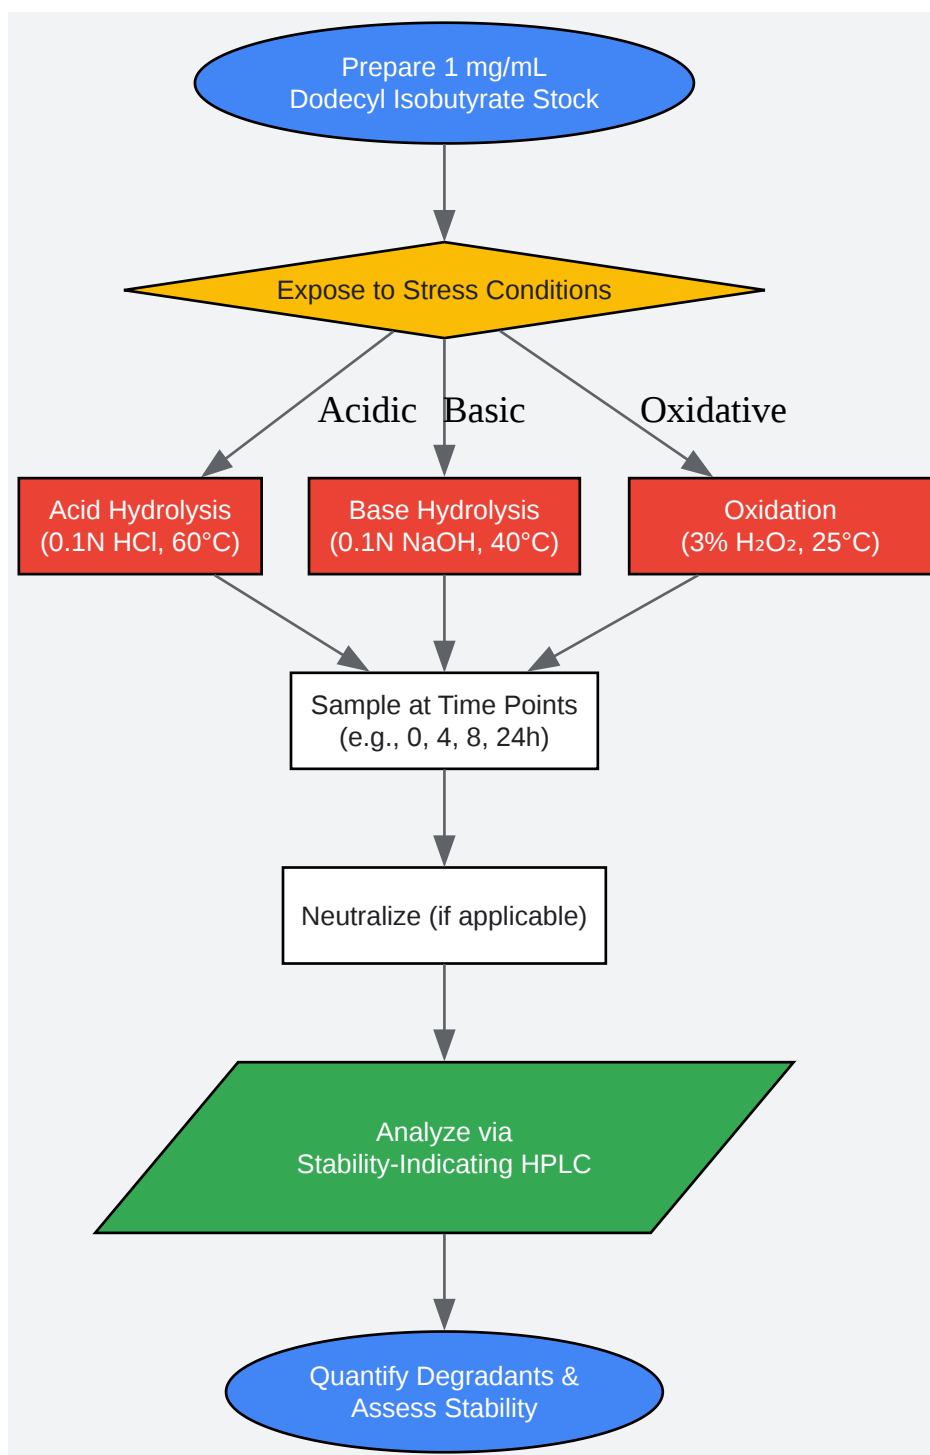 Prepare 1 mg/mL
Dodecyl Isobutyrate Stock
Expose to Stress Conditions
Acidic
Basic
Oxidative
Acid Hydrolysis
(0.1N HCl, 60°C)
Base Hydrolysis
(0.1N NaOH, 40°C)
Oxidation
(3% H₂O₂, 25°C)
Sample at Time Points
(e.g., 0, 4, 8, 24h)
Neutralize (if applicable)
Analyze via
Stability-Indicating HPLC
Quantify Degradants &
Assess Stability